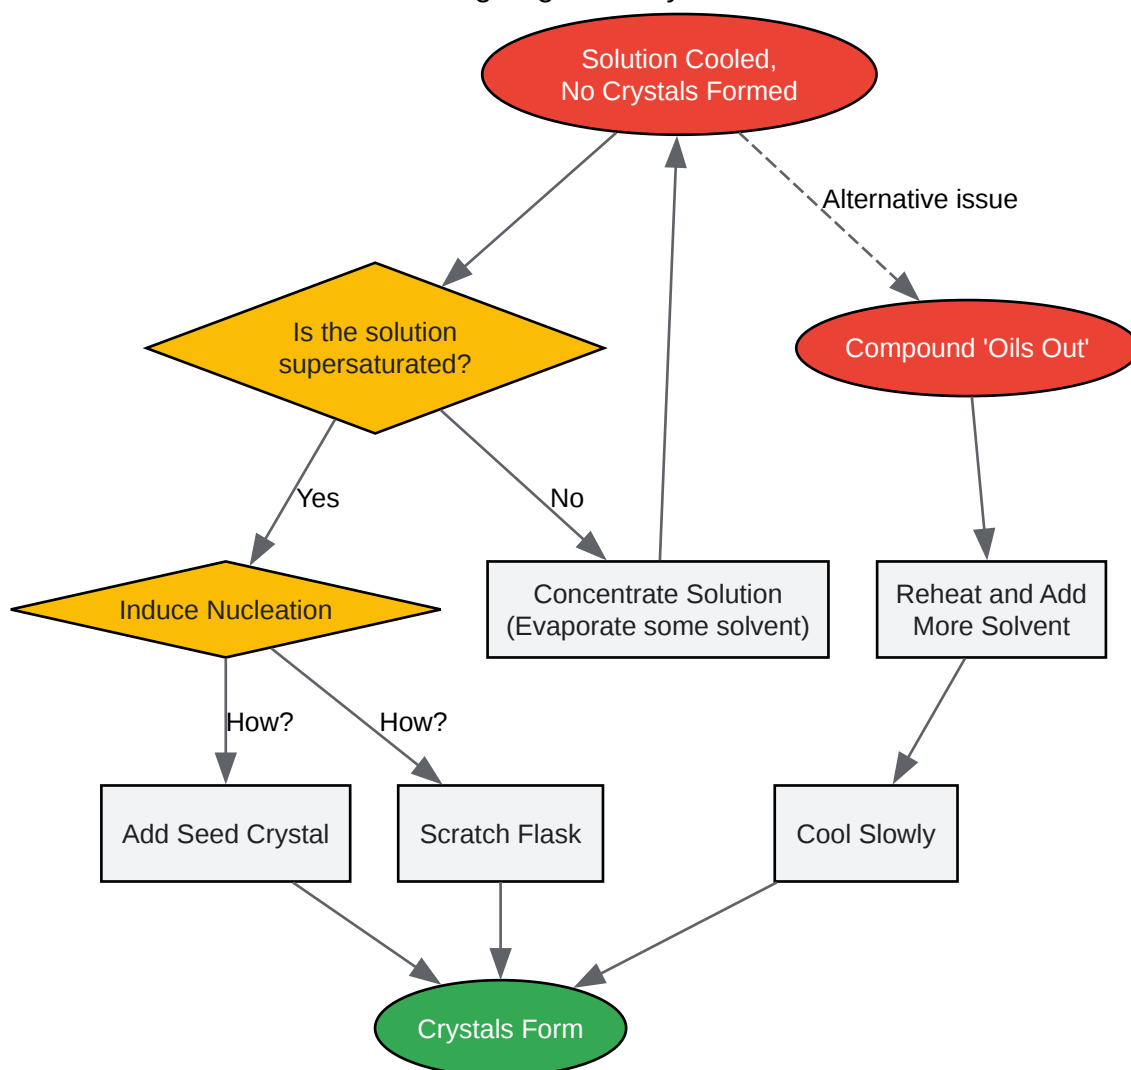 Solution Cooled,
No Crystals Formed
Alternative issue
Is the solution
supersaturated?
Compound 'Oils Out'
Yes
No
Induce Nucleation
Concentrate Solution
(Evaporate some solvent)
Reheat and Add
More Solvent
How?
How?
Add Seed Crystal
Scratch Flask
Cool Slowly
Crystals Form